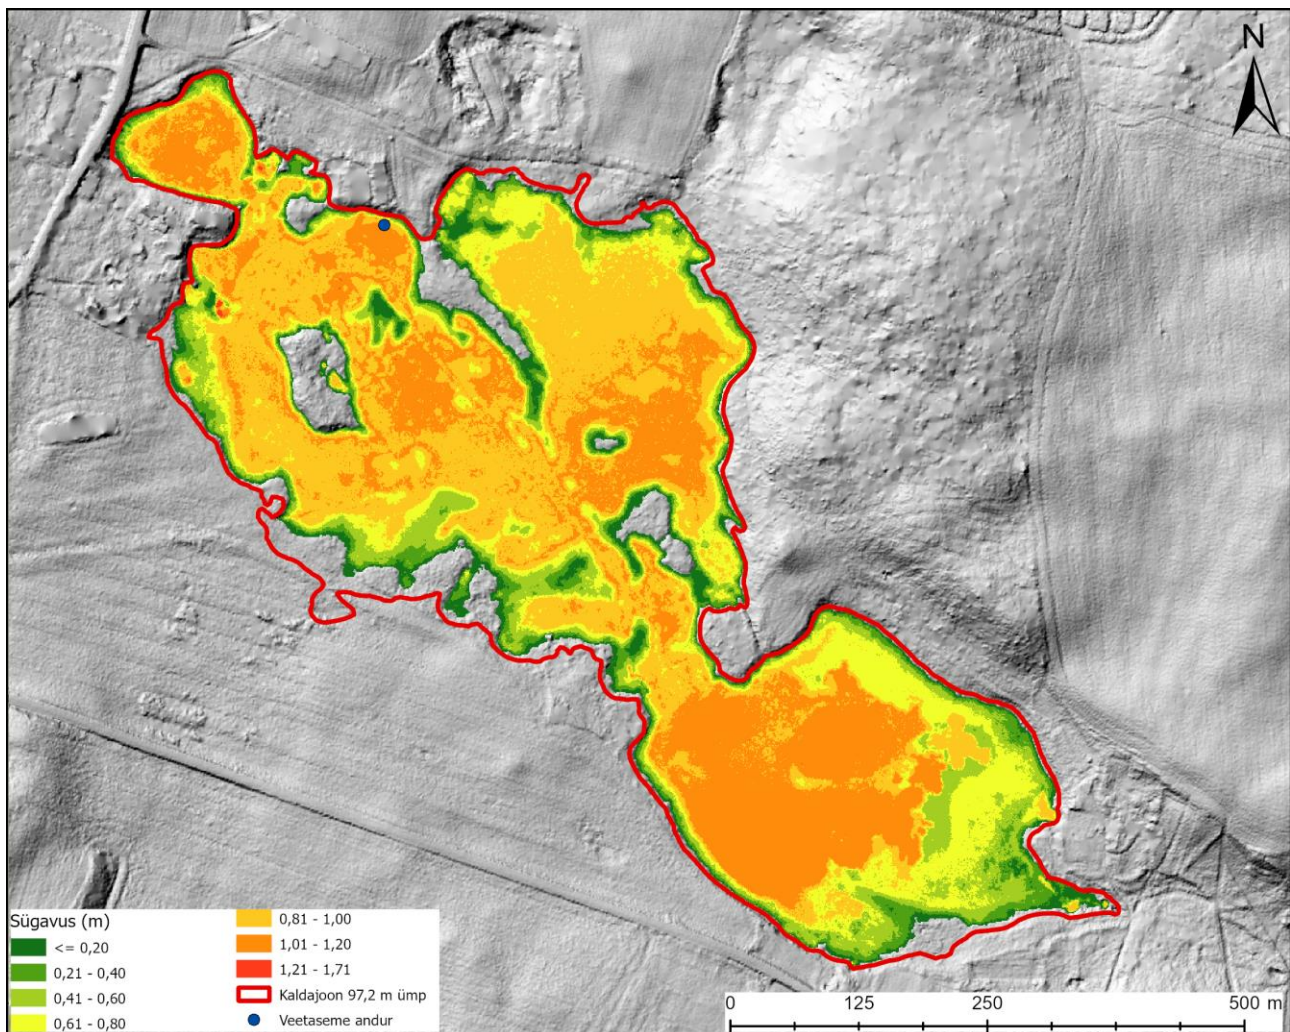 N
Sügavus (m)
<= 0,20
0,21 - 0,40
0,41 - 0,60
0,61 - 0,80
0,81 - 1,00
1,01 - 1,20
1,21 - 1,71
Kaldajoon 97,2 m ümp
Veetaseme andur
0 125 250 500 m